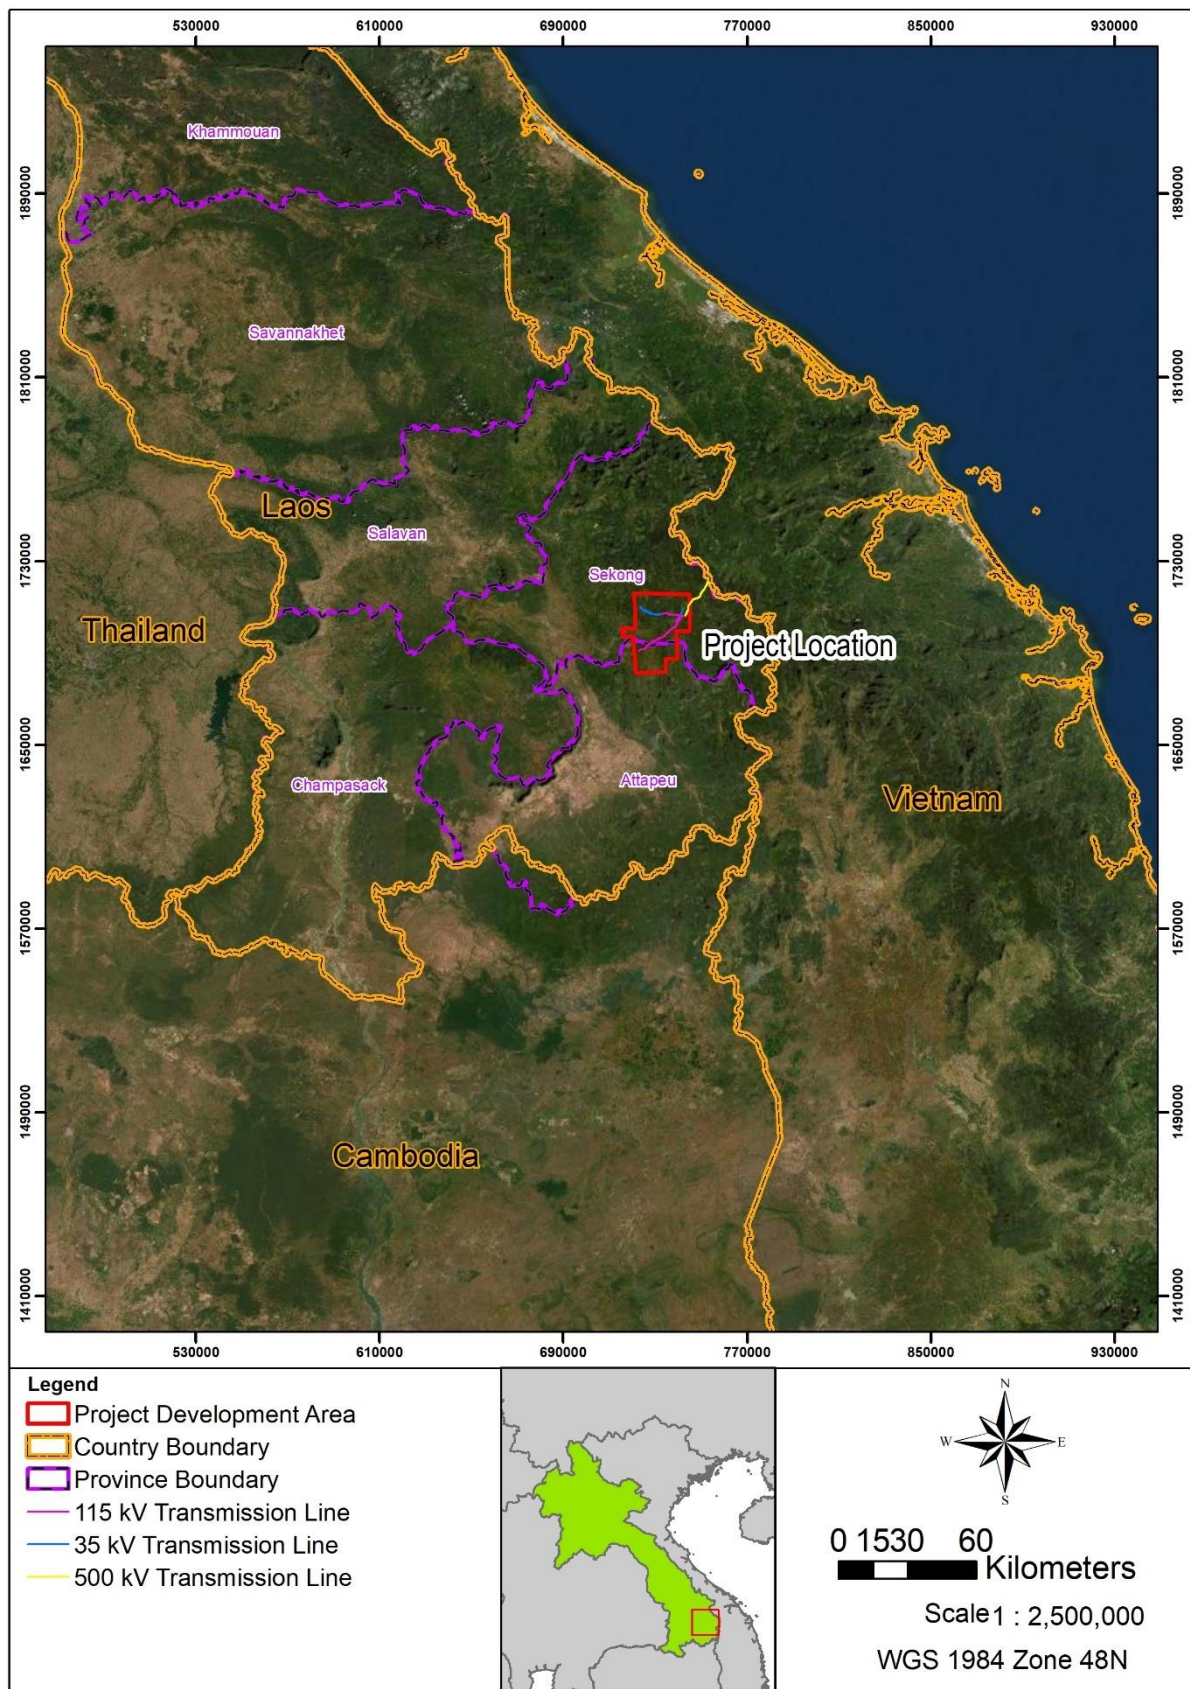 530000 610000 690000 770000 850000 930000
Khammouan
1890000 1890000
Savannakhet
1810000 1810000
Laos
Salavan
1730000 1730000
Sekong
Thailand
Project Location
1650000 1650000
Champasack
Attapeu
Vietnam
1570000 1570000
1490000 1490000
Cambodia
1410000 1410000
530000 610000 690000 770000 850000 930000
Legend
Project Development Area
Country Boundary
Province Boundary
115 kV Transmission Line
35 kV Transmission Line
500 kV Transmission Line
N
W E
S
0 1530 60
Kilometers
Scale 1 : 2,500,000
WGS 1984 Zone 48N